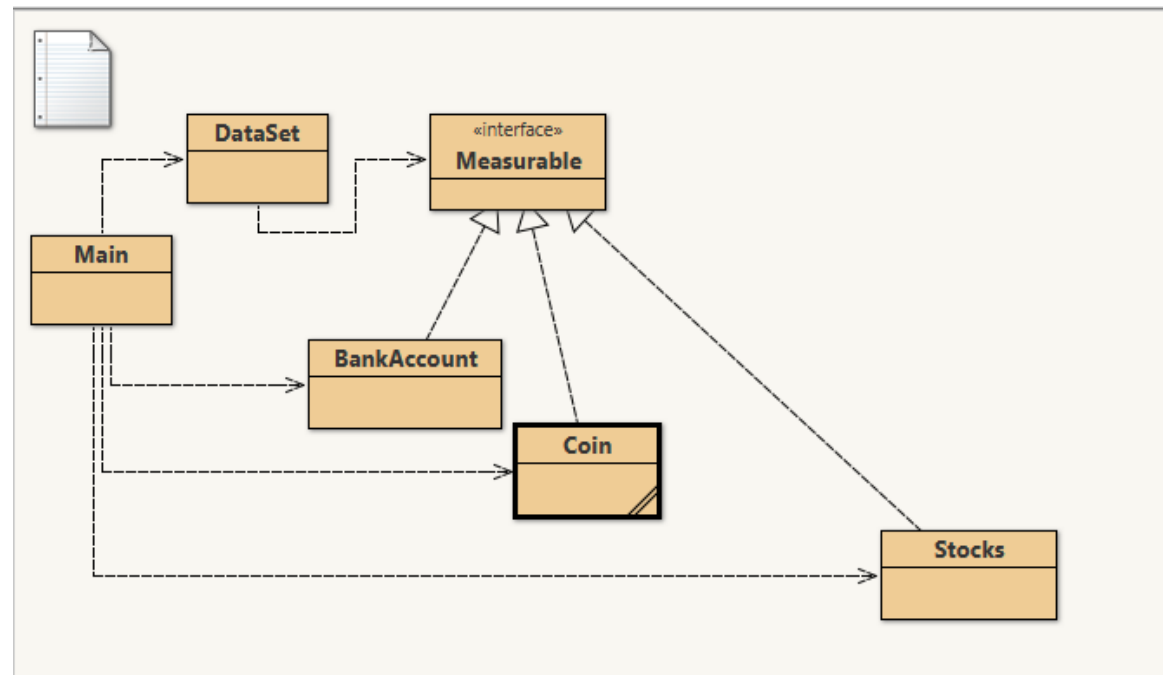 DataSet
«interface»
Measurable
Main
BankAccount
Coin
Stocks